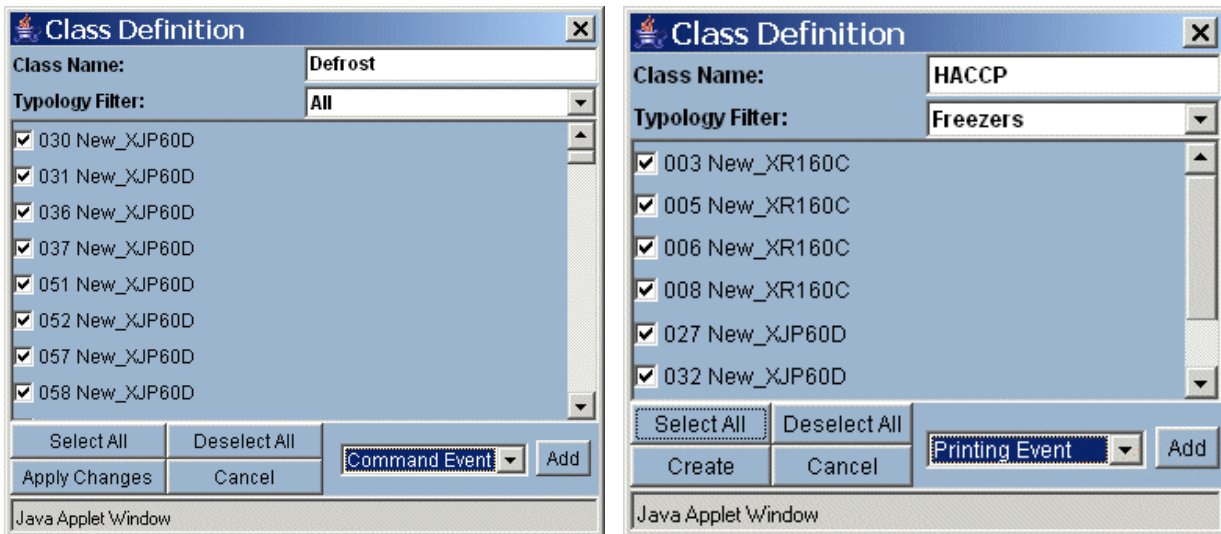 Class Definition
Class Name: Defrost
Typology Filter: All
030 New_XJP60D
031 New_XJP60D
036 New_XJP60D
037 New_XJP60D
051 New_XJP60D
052 New_XJP60D
057 New_XJP60D
058 New_XJP60D
Select All Deselect All
Command Event Add
Apply Changes Cancel
Java Applet Window
Class Definition
Class Name: HACCP
Typology Filter: Freezers
003 New_XR160C
005 New_XR160C
006 New_XR160C
008 New_XR160C
027 New_XJP60D
032 New_XJP60D
Select All Deselect All
Printing Event Add
Create Cancel
Java Applet Window